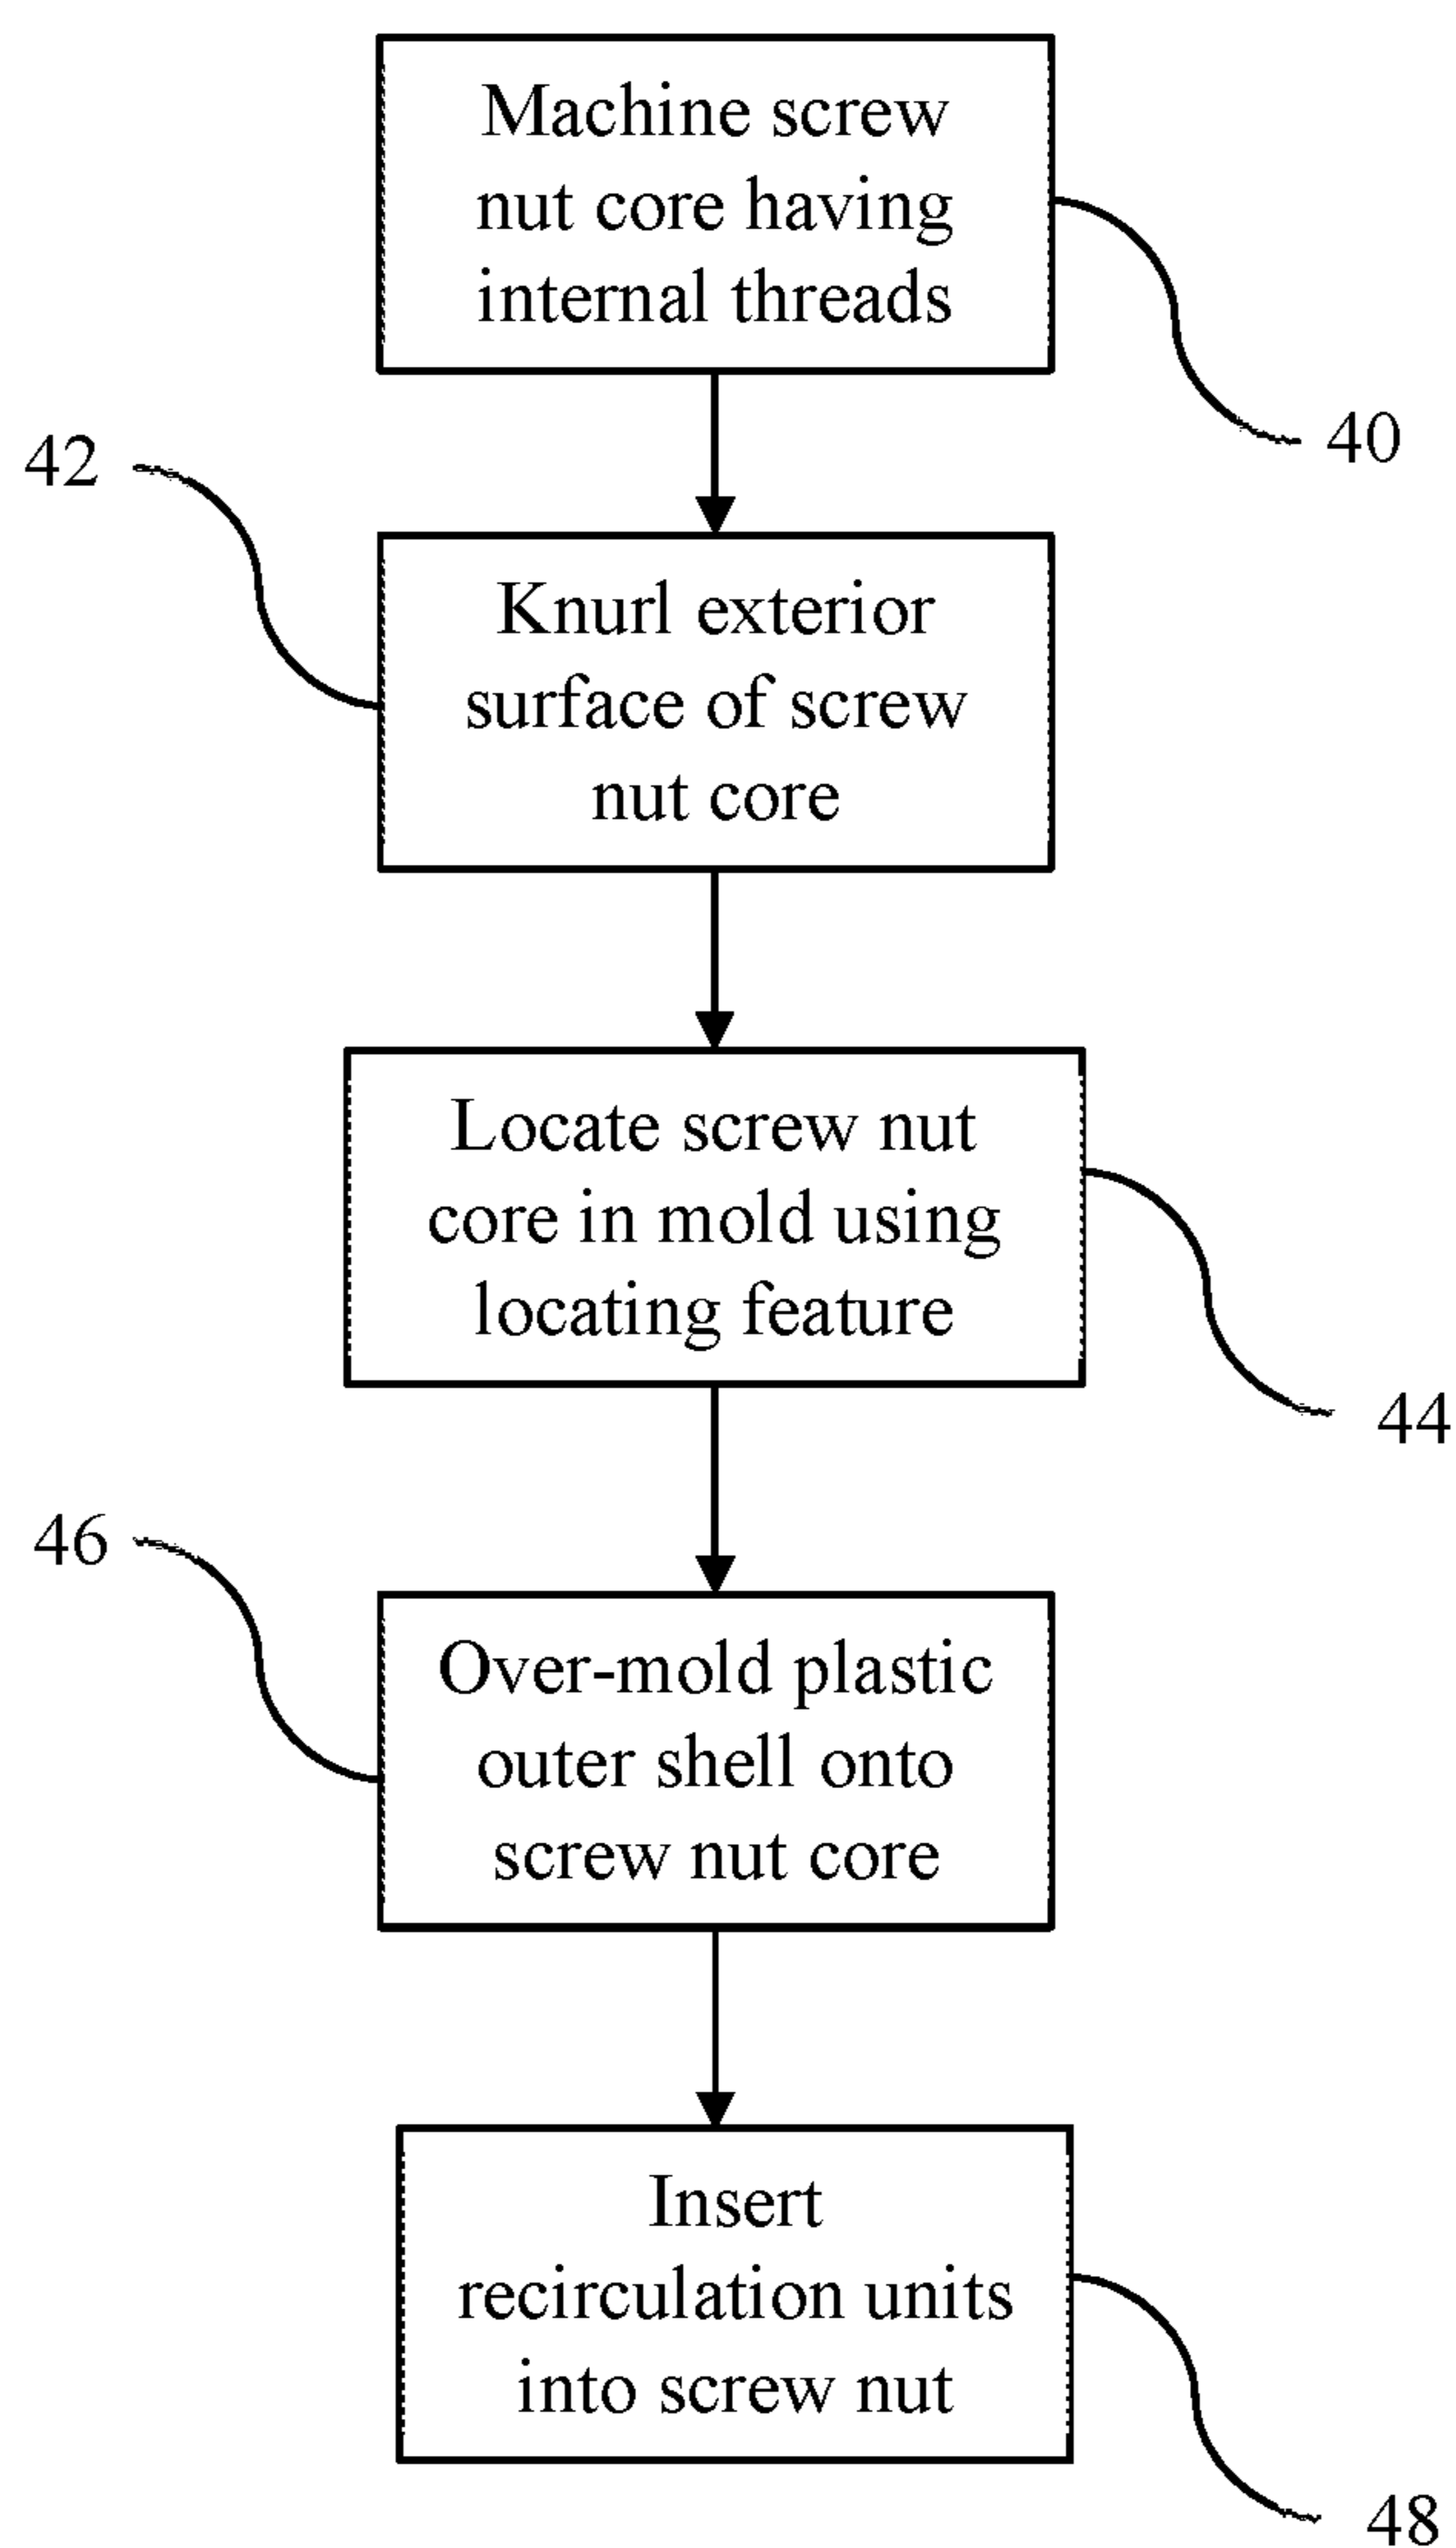 Machine screw
nut core having
internal threads
40
42
Knurl exterior
surface of screw
nut core
Locate screw nut
core in mold using
locating feature
44
46
Over-mold plastic
outer shell onto
screw nut core
Insert
recirculation units
into screw nut
48